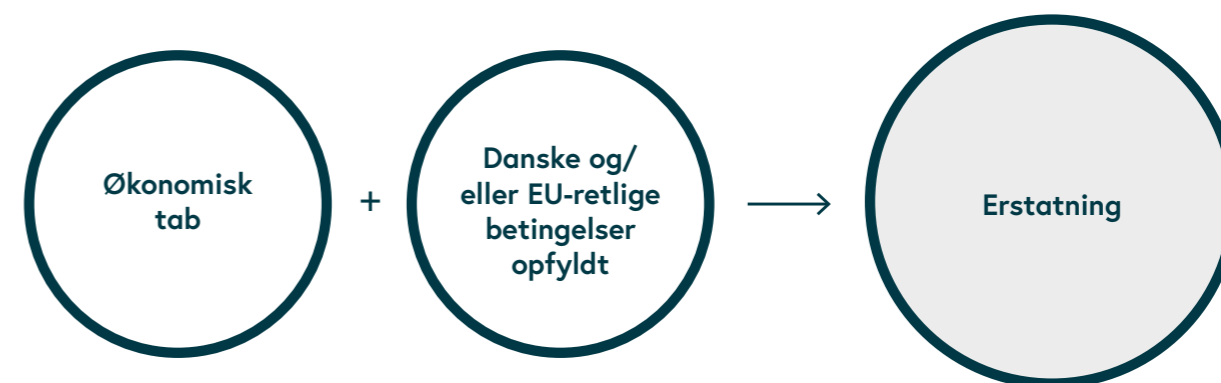 Økonomisk
tab
+
Danske og/
eller EU-retlige
betingelser
opfyldt
Erstatning